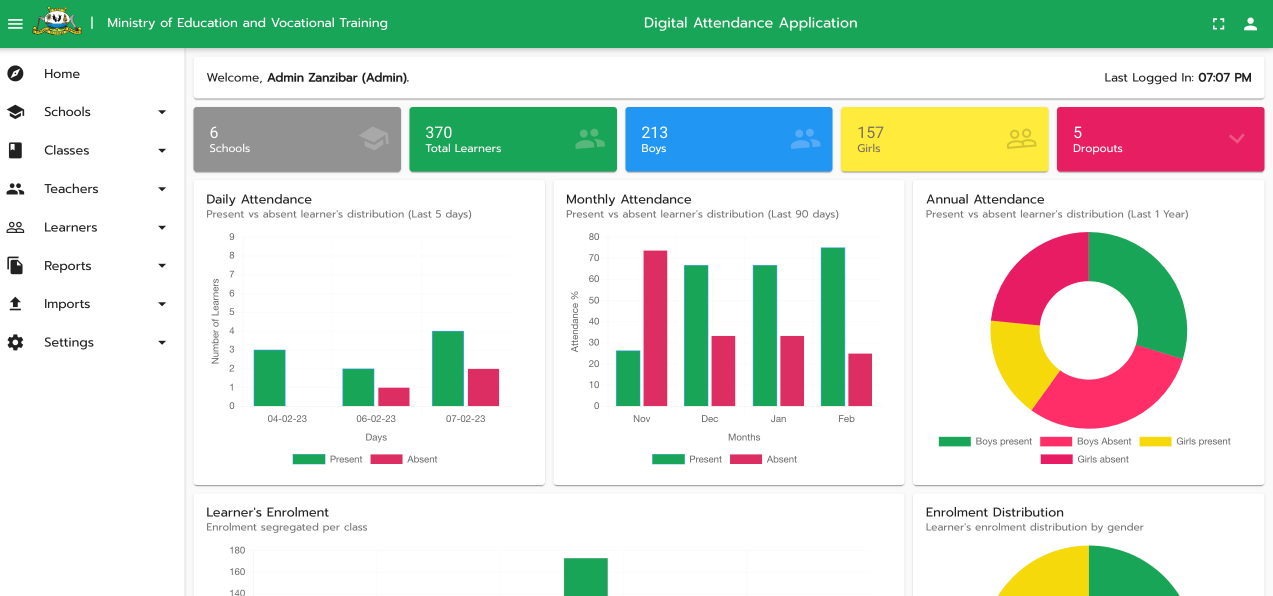 | Ministry of Education and Vocational Training
Digital Attendance Application
Home
Schools
Classes
Teachers
Learners
Reports
Imports
Settings
Welcome, Admin Zanzibar (Admin).
Last Logged In: 07:07 PM
6
Schools
370
Total Learners
213
Boys
157
Girls
5
Dropouts
Daily Attendance
Present vs absent learner's distribution (Last 5 days)
9
8
7
6
5
4
3
2
1
0
Number of Learners
04-02-23 06-02-23 07-02-23
Days
Present Absent
Monthly Attendance
Present vs absent learner's distribution (Last 90 days)
80
70
60
50
40
30
20
10
0
Attendance %
Nov Dec Jan Feb
Months
Present Absent
Annual Attendance
Present vs absent learner's distribution (Last 1 Year)
Boys present Boys Absent Girls present
Girls absent
Learner's Enrolment
Enrolment segregated per class
180
160
140
Enrolment Distribution
Learner's enrolment distribution by gender